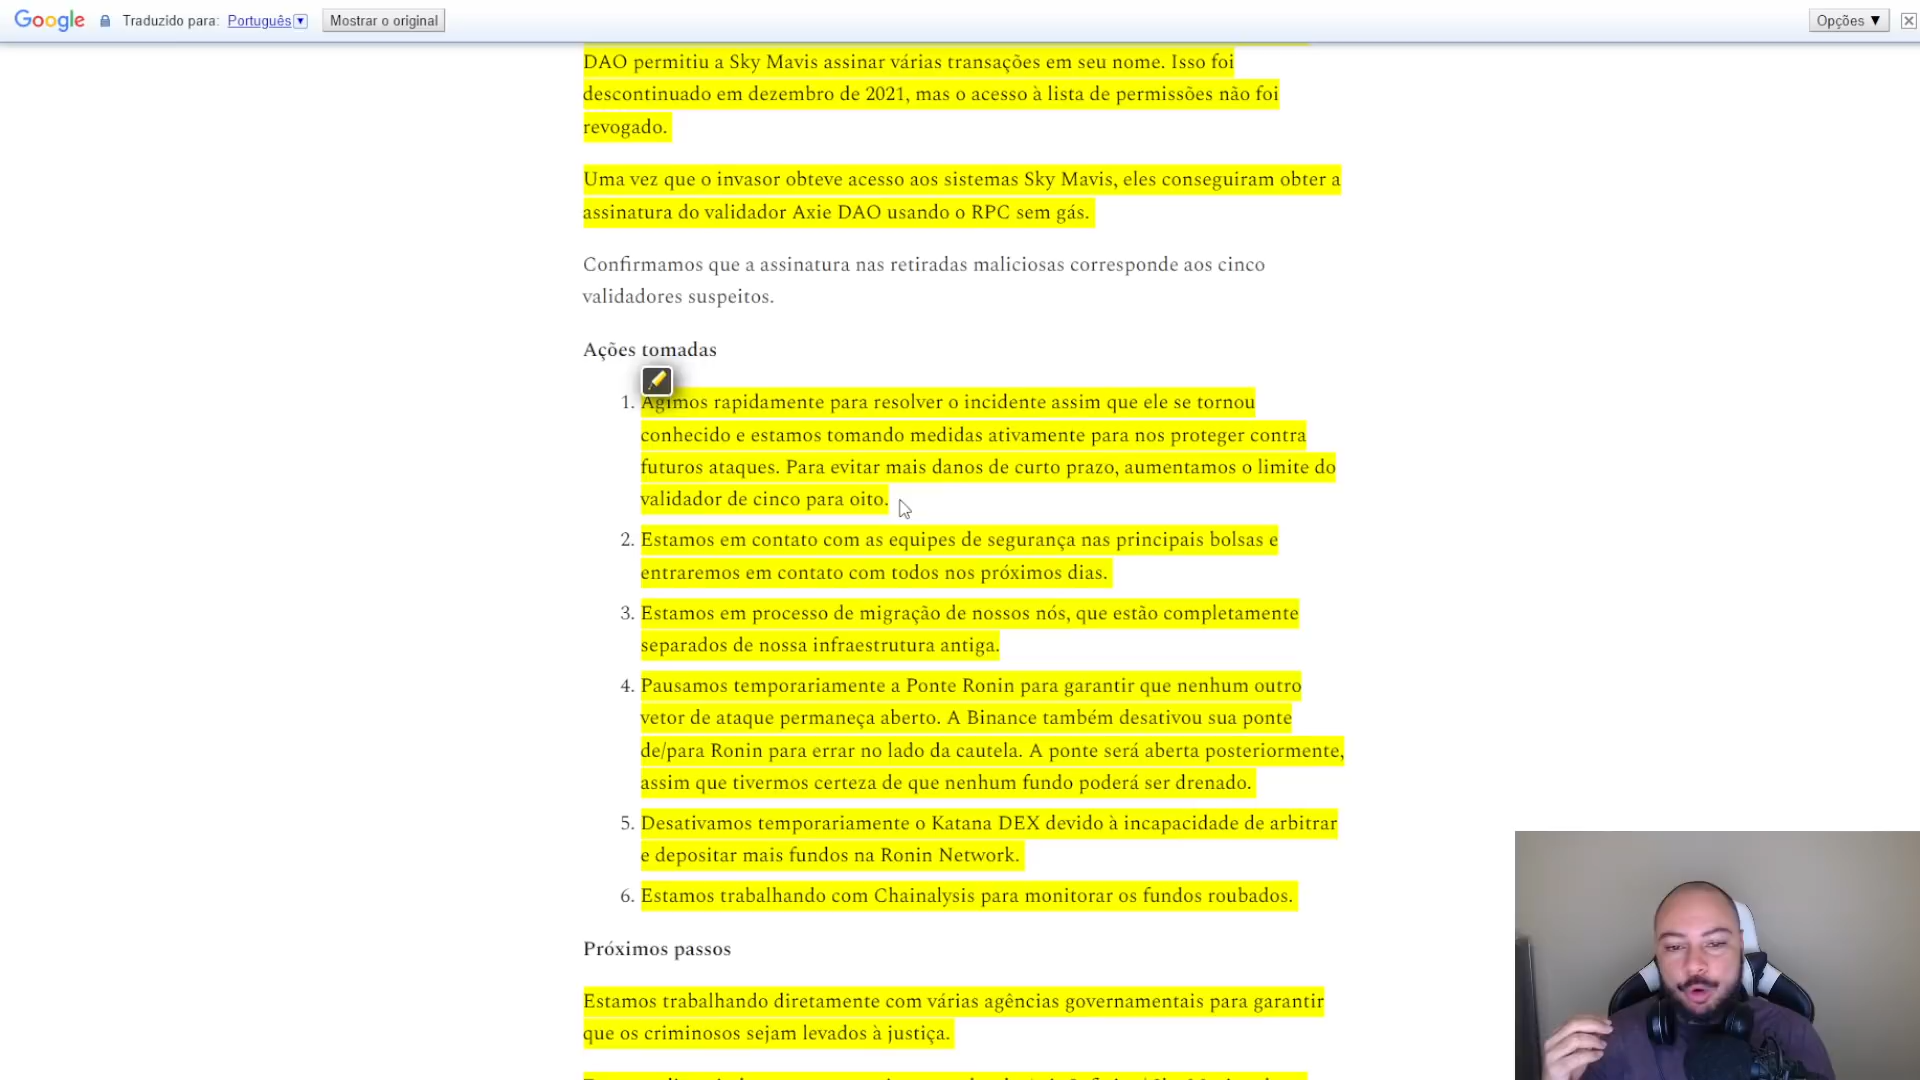 Google Traduzido para: Português Mostrar o original Opções ▼
DAO permitiu a Sky Mavis assinar várias transações em seu nome. Isso foi
descontinuado em dezembro de 2021, mas o acesso à lista de permissões não foi
revogado.
Uma vez que o invasor obteve acesso aos sistemas Sky Mavis, eles conseguiram obter a
assinatura do validador Axie DAO usando o RPC sem gás.
Confirmamos que a assinatura nas retiradas maliciosas corresponde aos cinco
validadores suspeitos.
Ações tomadas
1. Agimos rapidamente para resolver o incidente assim que ele se tornou
conhecido e estamos tomando medidas ativamente para nos proteger contra
futuros ataques. Para evitar mais danos de curto prazo, aumentamos o limite do
validador de cinco para oito.
2. Estamos em contato com as equipes de segurança nas principais bolsas e
entraremos em contato com todos nos próximos dias.
3. Estamos em processo de migração de nossos nós, que estão completamente
separados de nossa infraestrutura antiga.
4. Pausamos temporariamente a Ponte Ronin para garantir que nenhum outro
vetor de ataque permaneça aberto. A Binance também desativou sua ponte
de/para Ronin para errar no lado da cautela. A ponte será aberta posteriormente,
assim que tivermos certeza de que nenhum fundo poderá ser drenado.
5. Desativamos temporariamente o Katana DEX devido à incapacidade de arbitrar
e depositar mais fundos na Ronin Network.
6. Estamos trabalhando com Chainalysis para monitorar os fundos roubados.
Próximos passos
Estamos trabalhando diretamente com várias agências governamentais para garantir
que os criminosos sejam levados à justiça.